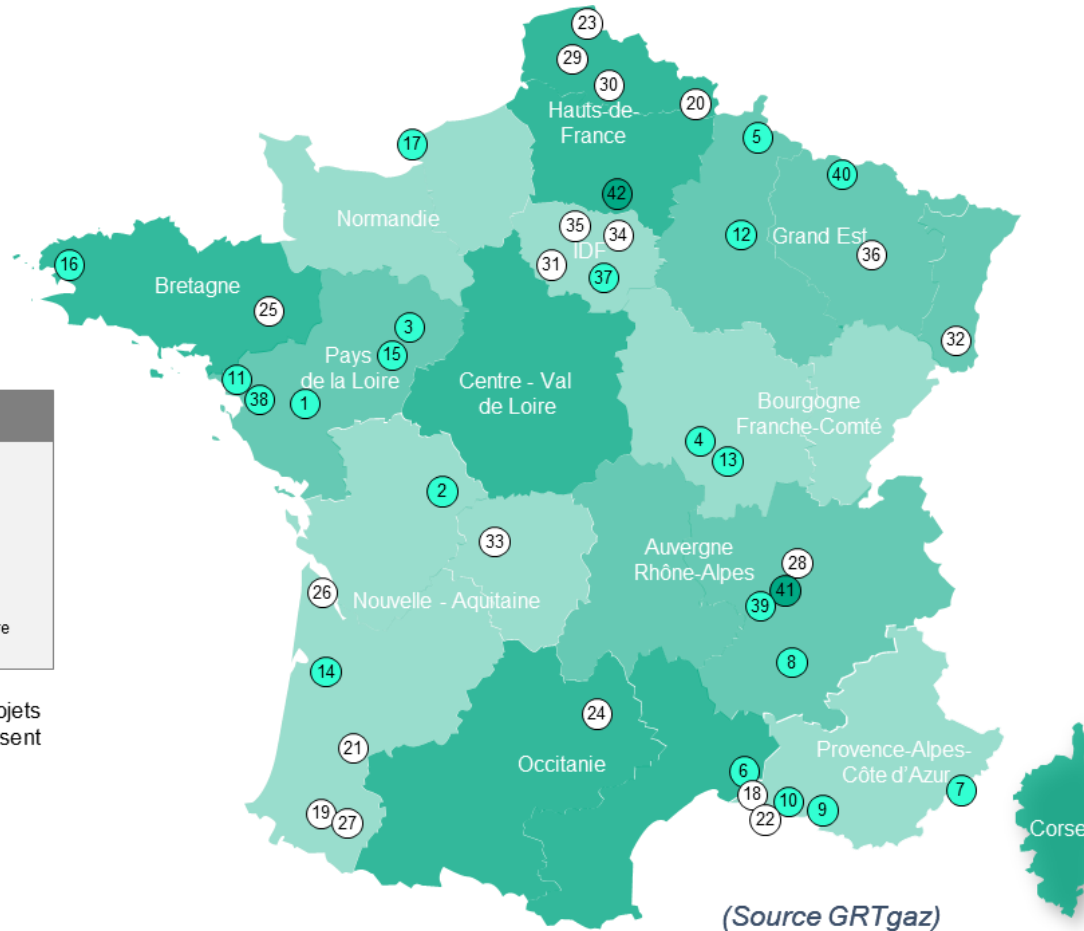 23
29
30
20
Hauts-de-
France
17
5
40
42
Normandie
35
34
12
Grand Est
36
16
31
IDF
37
Bretagne
25
3
32
15
Pays
de la Loire
11
38
1
Centre - Val
de Loire
Bourgogne
Franche-Comté
4
13
2
33
Auvergne
Rhône-Alpes
28
41
39
26
Nouvelle - Aquitaine
re
8
14
ojets
sent
24
21
Occitanie
Provence-Alpes-
Côte d'Azur
6
18
10
9
7
22
19
27
Corse
(Source GRTgaz)